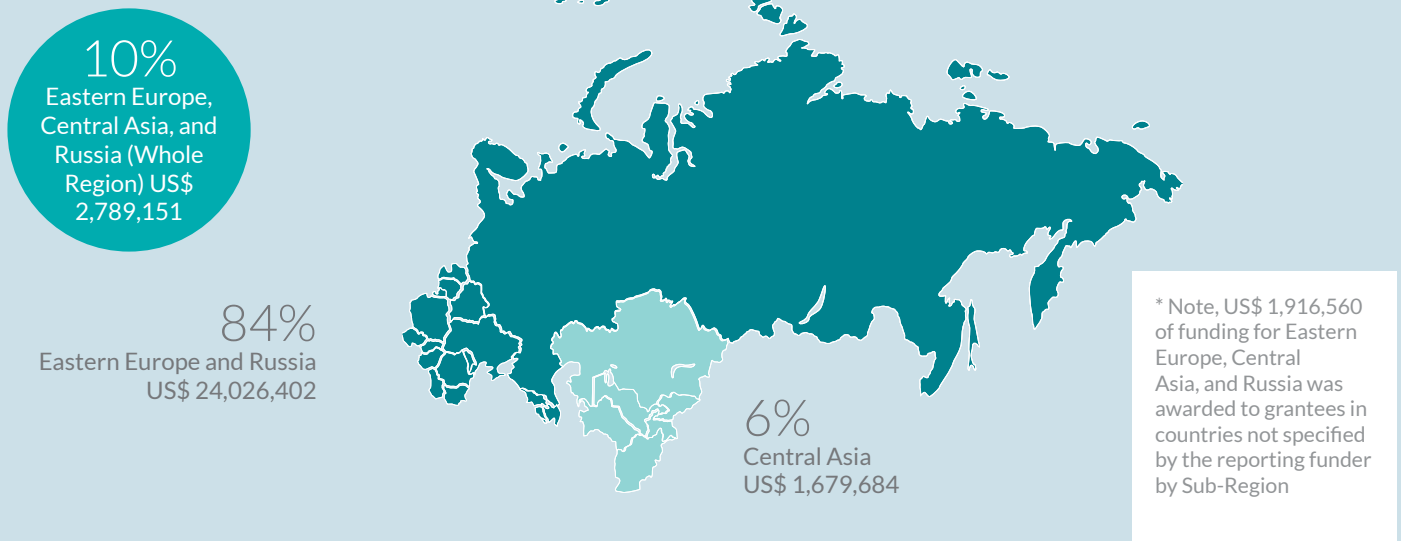 10%
Eastern Europe,
Central Asia, and
Russia (Whole
Region) US$
2,789,151
84%
Eastern Europe and Russia
US$ 24,026,402
6%
Central Asia
US$ 1,679,684
* Note, US$ 1,916,560
of funding for Eastern
Europe, Central
Asia, and Russia was
awarded to grantees in
countries not specified
by the reporting funder
by Sub-Region